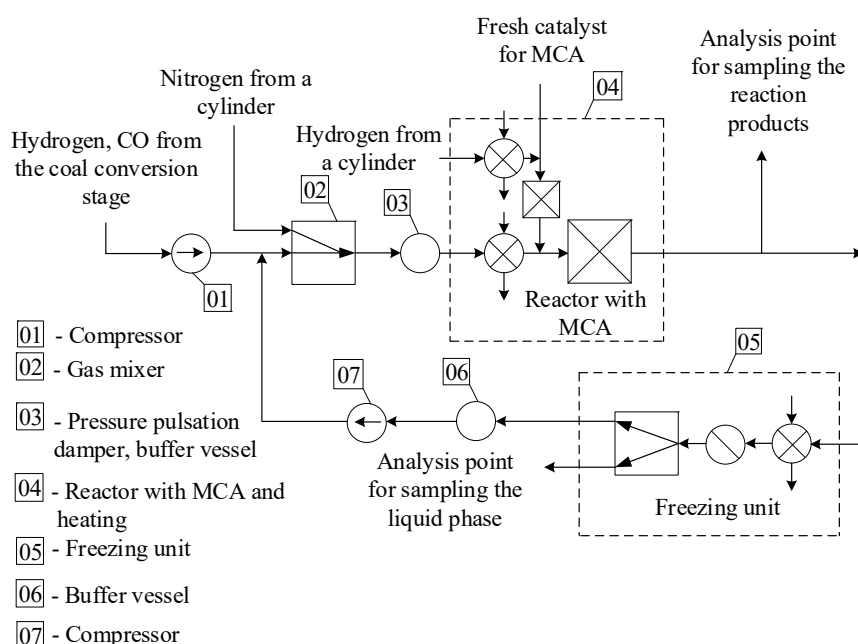 Fresh catalyst
for MCA
Analysis point
for sampling the
reaction
products
Nitrogen from a
cylinder
04
Hydrogen, CO from
the coal conversion
stage
Hydrogen from
a cylinder
02
03
01
Reactor with
MCA
01 - Compressor
02 - Gas mixer
03 - Pressure pulsation
damper, buffer vessel
04 - Reactor with MCA and
heating
05 - Freezing unit
06 - Buffer vessel
07 - Compressor
07
06
05
Analysis point
for sampling the
liquid phase
Freezing unit